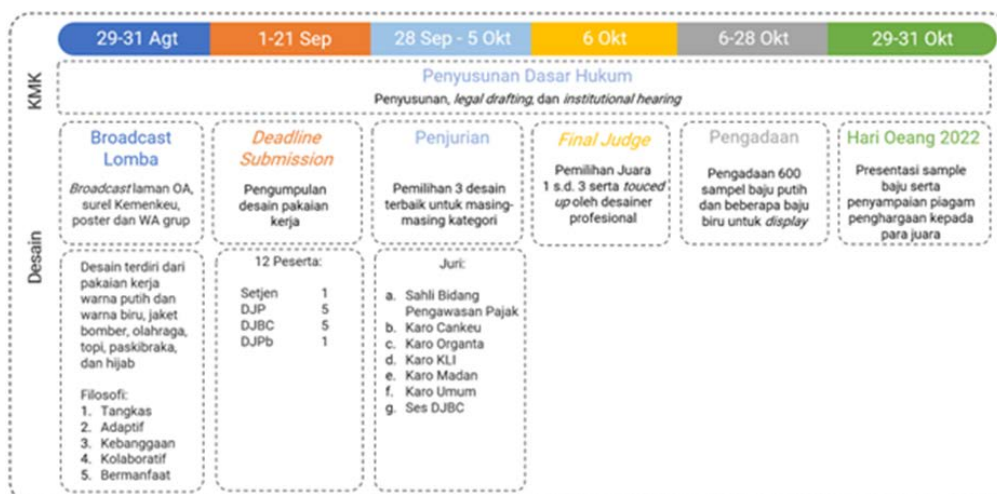 29-31 Agt
1-21 Sep
28 Sep - 5 Okt
6 Okt
6-28 Okt
29-31 Okt
KMK
Penyusunan Dasar Hukum
Penyusunan, legal drafting, dan institutional hearing
Desain
Broadcast
Lomba
Broadcast laman OA,
surel Kemenkeu,
poster dan WA grup
Deadline
Submission
Pengumpulan
desain pakaian
kerja
Penjurian
Pemilihan 3 desain
terbaik untuk masing-
masing kategori
Final Judge
Pemilihan Juara
1 s.d. 3 serta touced
up oleh desainer
profesional
Pengadaan
Pengadaan 600
sampel baju putih
dan beberapa baju
biru untuk display
Hari Oeang 2022
Presentasi sample
baju serta
penyampaian piagam
penghargaan kepada
para juara
Desain terdiri dari
pakaian kerja
warna putih dan
warna biru, jaket
bomber, olahraga,
topi, paskibraka,
dan hijab
Filosofi:
1. Tangkas
2. Adaptif
3. Kebanggaan
4. Kolaboratif
5. Bermanfaat
12 Peserta:
Setjen 1
DJP 5
DJBC 5
DJPb 1
Juri:
a. Sahli Bidang
Pengawasan Pajak
b. Karo Cankeu
c. Karo Organta
d. Karo KLI
e. Karo Madan
f. Karo Umum
g. Ses DJBC